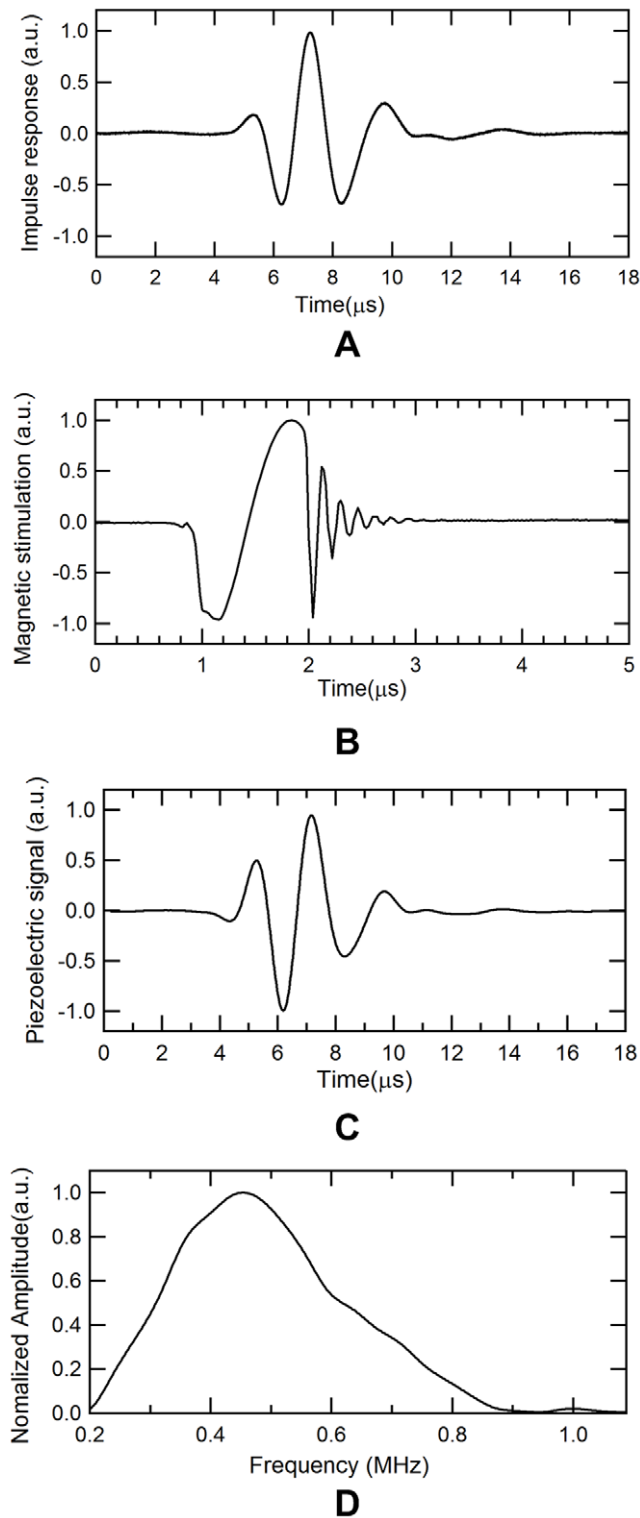 Impulse response (a.u.)
1.0
0.5
0.0
-0.5
-1.0
0 2 4 6 8 10 12 14 16 18
Time(μs)
A
Magnetic stimulation (a.u.)
1.0
0.5
0.0
-0.5
-1.0
0 1 2 3 4 5
Time(μs)
B
Piezoelectric signal (a.u.)
1.0
0.5
0.0
-0.5
-1.0
0 2 4 6 8 10 12 14 16 18
Time(μs)
C
Nomalized Amplitude(a.u.)
1.0
0.8
0.6
0.4
0.2
0.0
0.2 0.4 0.6 0.8 1.0
Frequency (MHz)
D